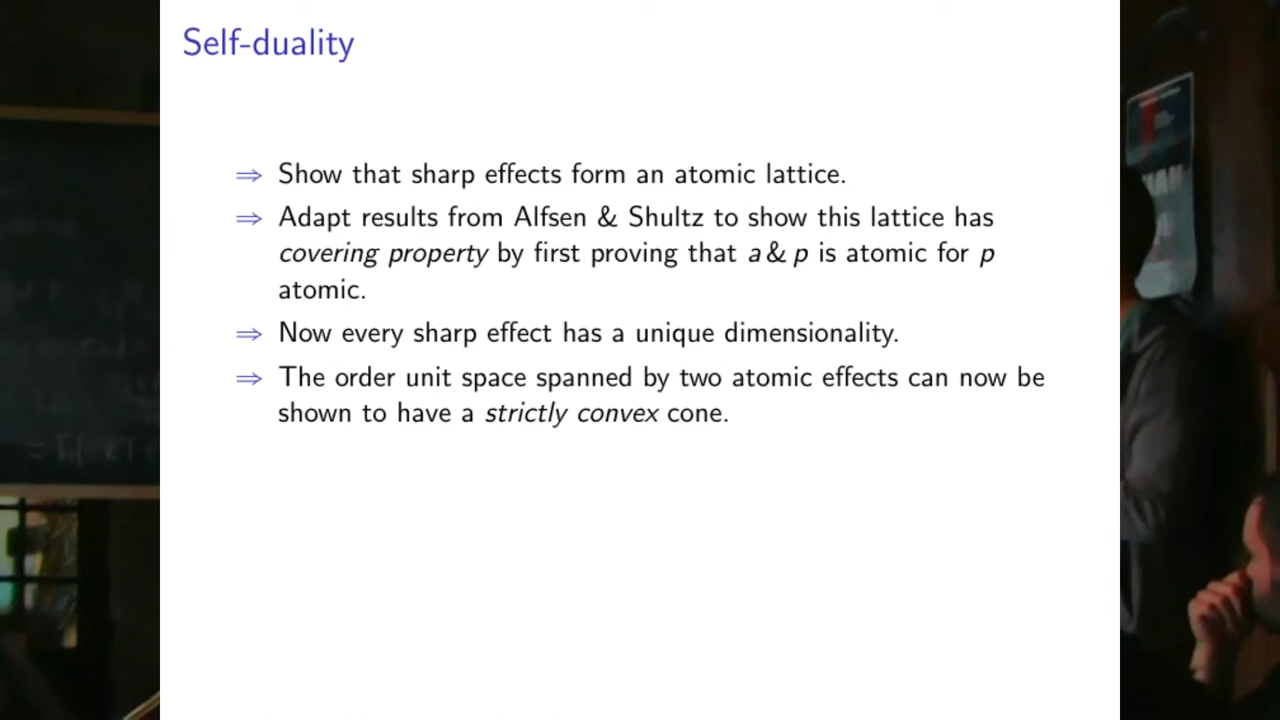 Self-duality
⇒ Show that sharp effects form an atomic lattice.
⇒ Adapt results from Alfsen & Shultz to show this lattice has
covering property by first proving that a & p is atomic for p
atomic.
⇒ Now every sharp effect has a unique dimensionality.
⇒ The order unit space spanned by two atomic effects can now be
shown to have a strictly convex cone.